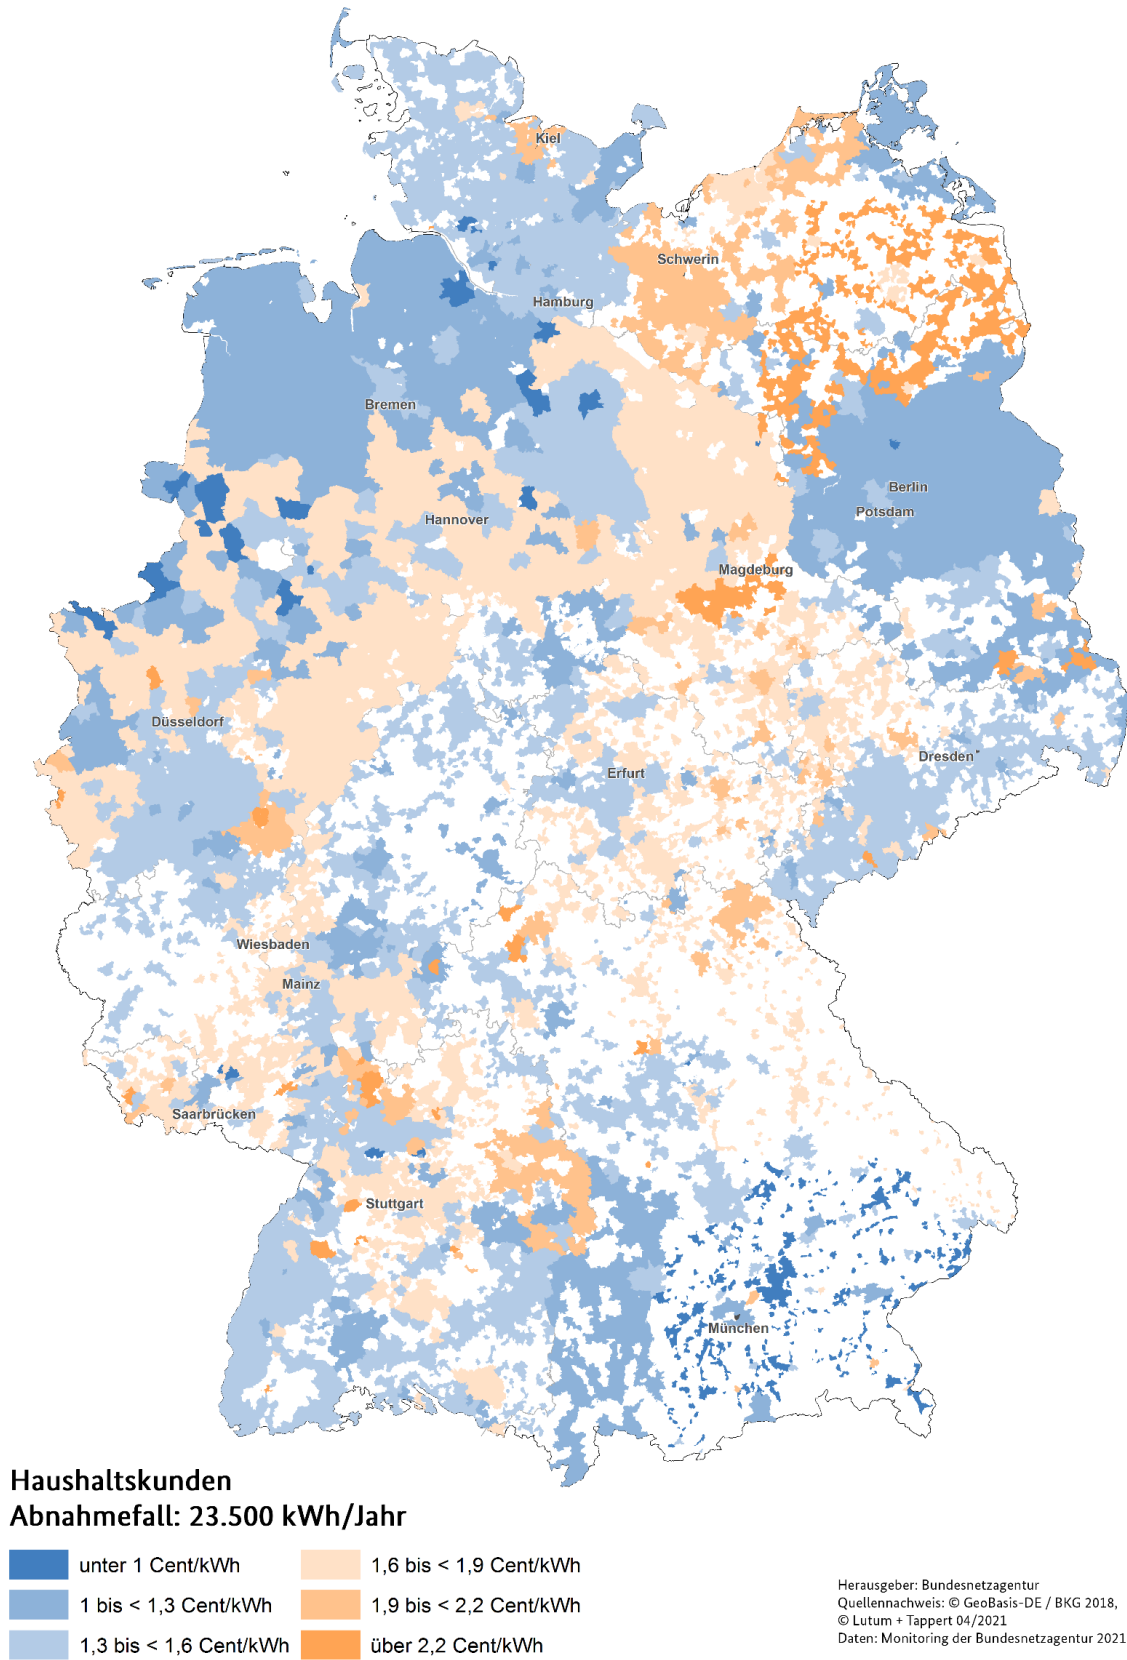 Kiel
Schwerin
Hamburg
Bremen
Berlin
Potsdam
Hannover
Magdeburg
Düsseldorf
Dresden
Erfurt
Wiesbaden
Mainz
Saarbrücken
Stuttgart
München
Haushaltskunden
Abnahmefall: 23.500 kWh/Jahr
unter 1 Cent/kWh
1 bis < 1,3 Cent/kWh
1,3 bis < 1,6 Cent/kWh
1,6 bis < 1,9 Cent/kWh
1,9 bis < 2,2 Cent/kWh
über 2,2 Cent/kWh
Herausgeber: Bundesnetzagentur
Quellennachweis: © GeoBasis-DE / BKG 2018,
© Lutum + Tappert 04/2021
Daten: Monitoring der Bundesnetzagentur 2021